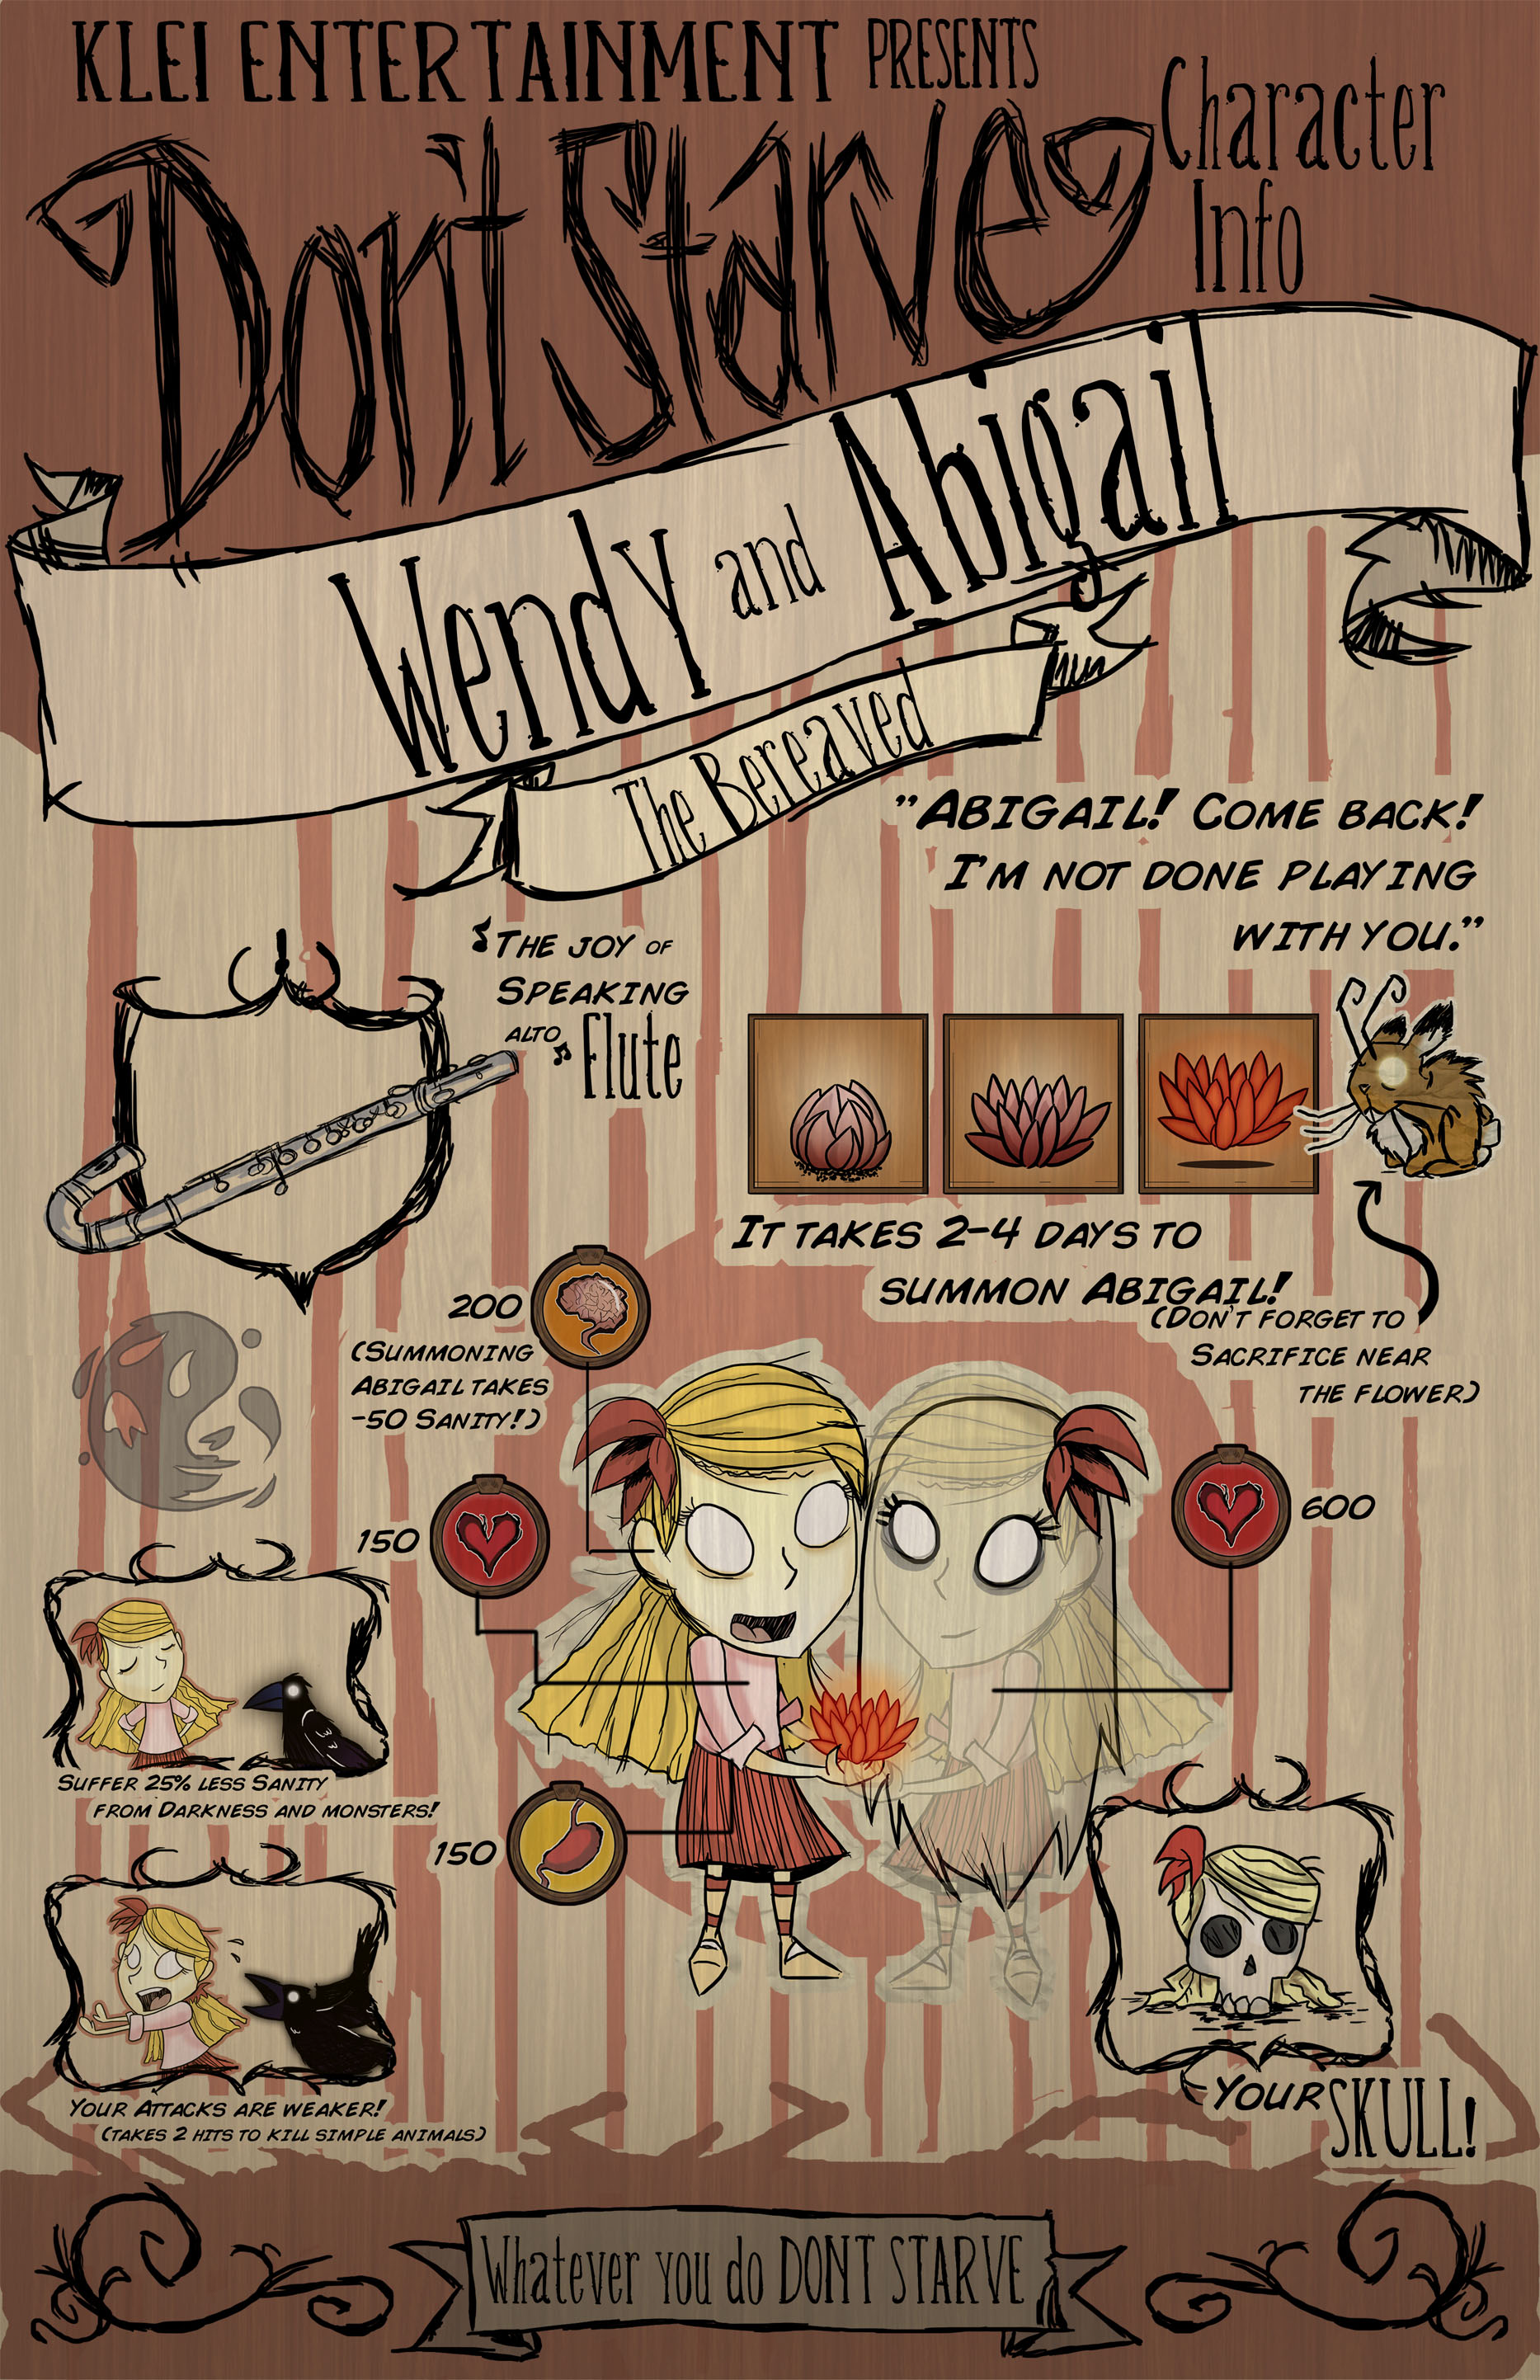 KLEI ENTERTAINMENT PRESENTS
Don't Starve
Character
Info
Wendy and Abigail
The Bereaved
"ABIGAIL! COME BACK!
I'M NOT DONE PLAYING
WITH YOU."
THE JOY OF
SPEAKING
ALTO
Flute
IT TAKES 2-4 DAYS TO
SUMMON ABIGAIL!
(DON'T FORGET TO
SACRIFICE NEAR
THE FLOWER)
200
(SUMMONING
ABIGAIL TAKES
-50 SANITY!)
150
600
SUFFER 25% LESS SANITY
FROM DARKNESS AND MONSTERS!
150
YOUR ATTACKS ARE WEAKER!
(TAKES 2 HITS TO KILL SIMPLE ANIMALS)
YOUR SKULL!
Whatever you do DONT STARVE